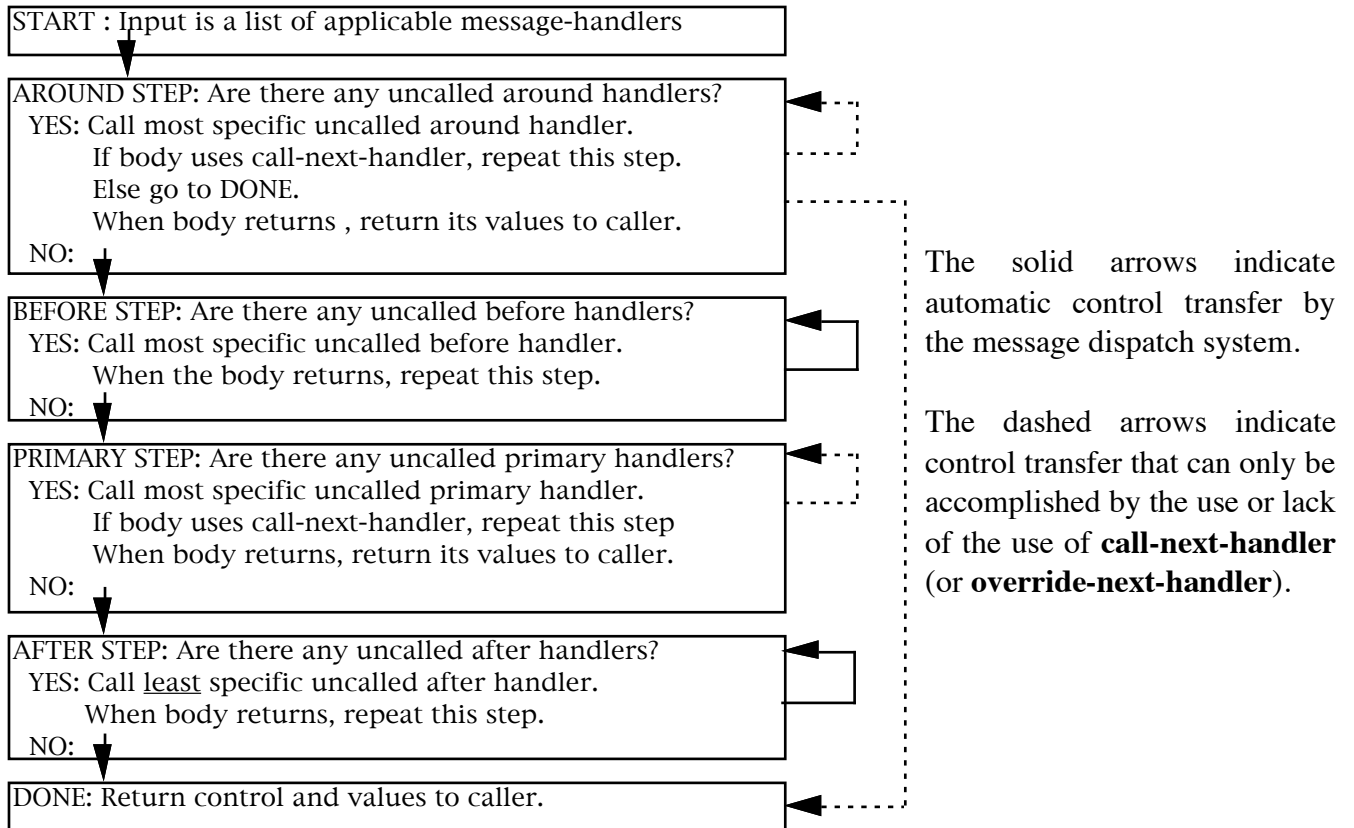 START : Input is a list of applicable message-handlers
AROUND STEP: Are there any uncalled around handlers?
YES: Call most specific uncalled around handler.
If body uses call-next-handler, repeat this step.
Else go to DONE.
When body returns , return its values to caller.
NO:
BEFORE STEP: Are there any uncalled before handlers?
YES: Call most specific uncalled before handler.
When the body returns, repeat this step.
NO:
PRIMARY STEP: Are there any uncalled primary handlers?
YES: Call most specific uncalled primary handler.
If body uses call-next-handler, repeat this step
When body returns, return its values to caller.
NO:
AFTER STEP: Are there any uncalled after handlers?
YES: Call least specific uncalled after handler.
When body returns, repeat this step.
NO:
DONE: Return control and values to caller.
The solid arrows indicate
automatic control transfer by
the message dispatch system.
The dashed arrows indicate
control transfer that can only be
accomplished by the use or lack
of the use of call-next-handler
(or override-next-handler).